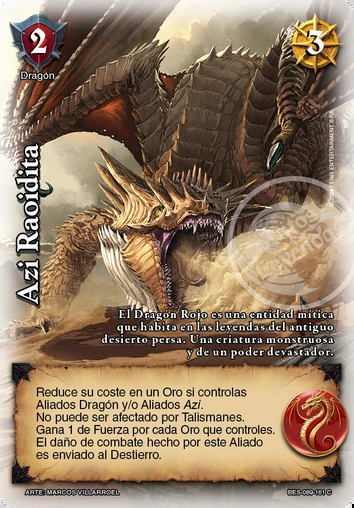 2
3
Dragón
Azi Raoidita
El Dragón Rojo es una entidad mítica
que habita en las leyendas del antiguo
desierto persa. Una criatura monstruosa
y de un poder devastador.
Reduce su coste en un Oro si controlas
Aliados Dragón y/o Aliados Azi.
No puede ser afectado por Talismanes.
Gana 1 de Fuerza por cada Oro que controles.
El daño de combate hecho por este Aliado
es enviado al Destierro.
ARTE: MARCOS VILLARROEL
BES-089-161 C